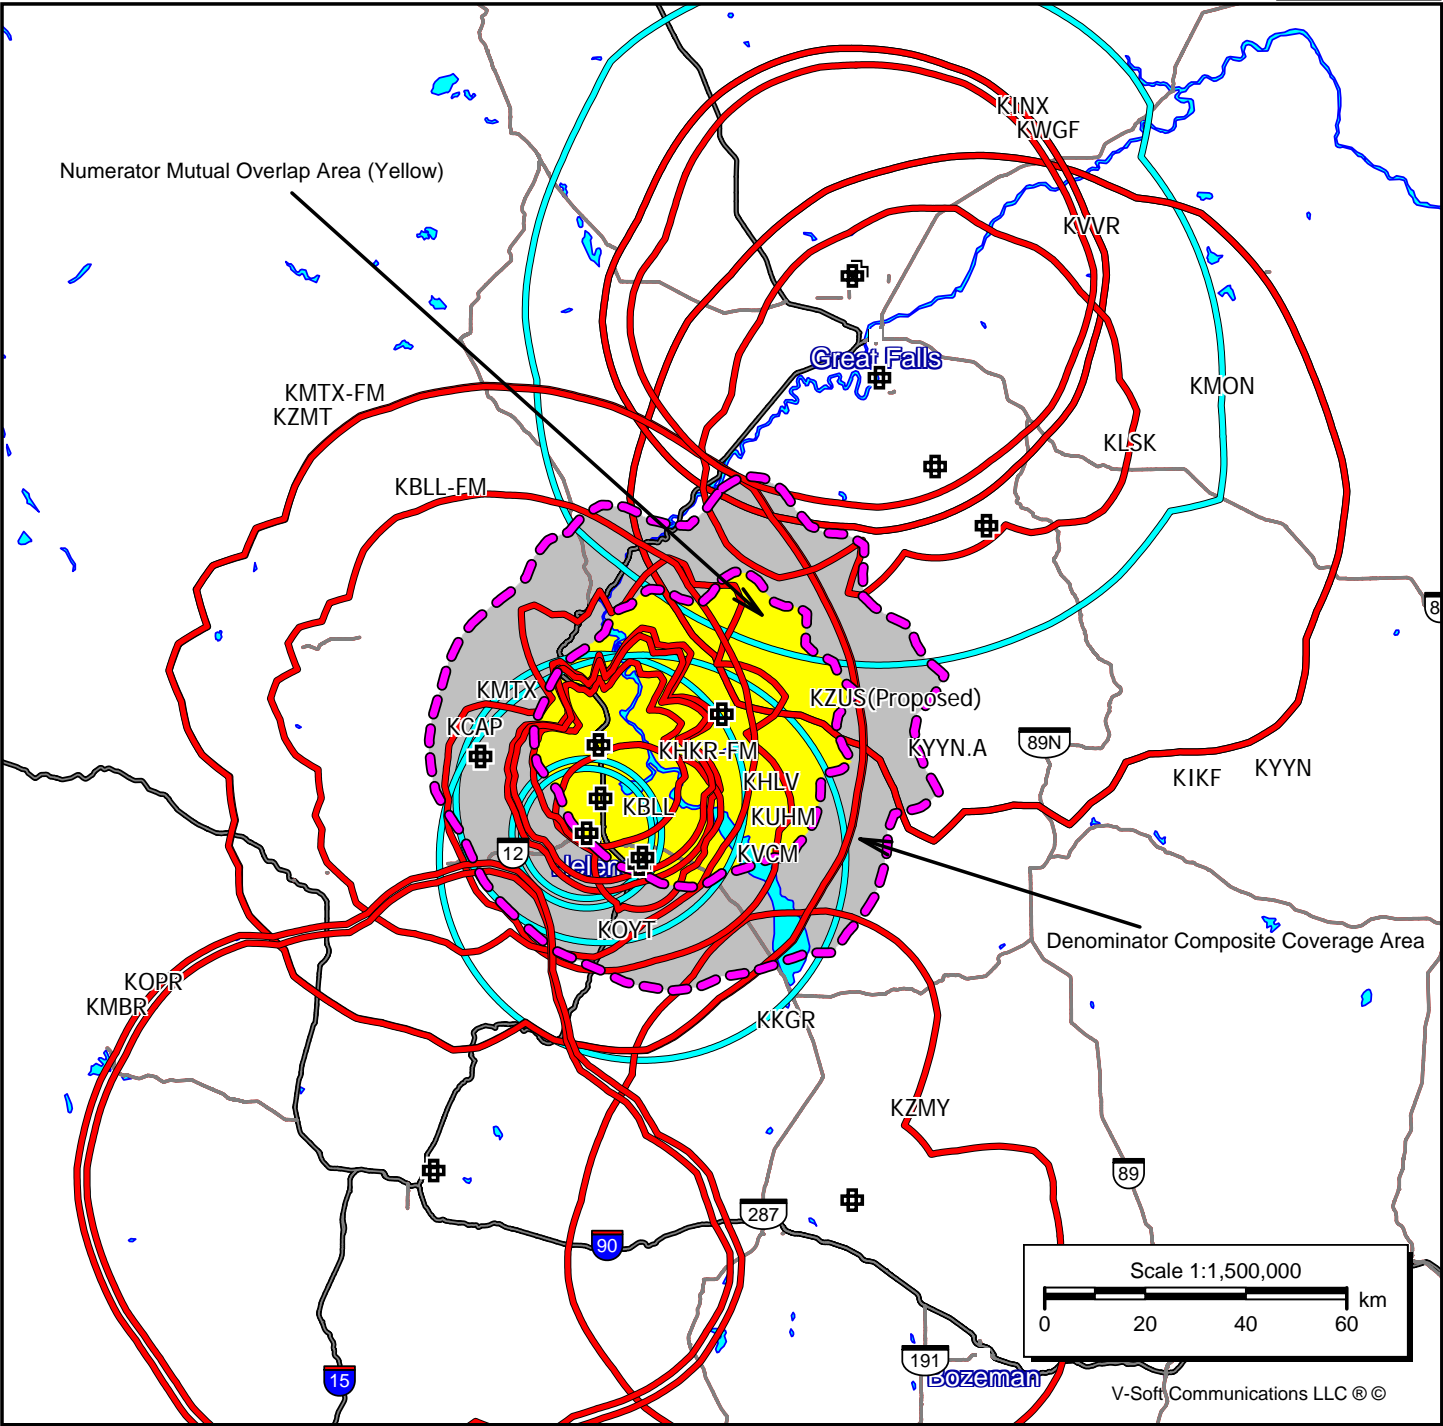 KINX
KWGF
Numerator Mutual Overlap Area (Yellow)
KVVR
Great Falls
KMTX-FM
KZMT
KMON
KLSK
KBLL-FM
8
KMTX
KZUS(Proposed)
KCAP
KYYN.A
89N
KHKR-FM
KIKF
KYYN
KHLV
KBLL
KUHM
12
KVCM
KOYT
Denominator Composite Coverage Area
KOPR
KMBR
KKGR
KZMY
89
287
90
Scale 1:1,500,000
km
0 20 40 60
191
15
Bozeman
V-Soft Communications LLC ® ©